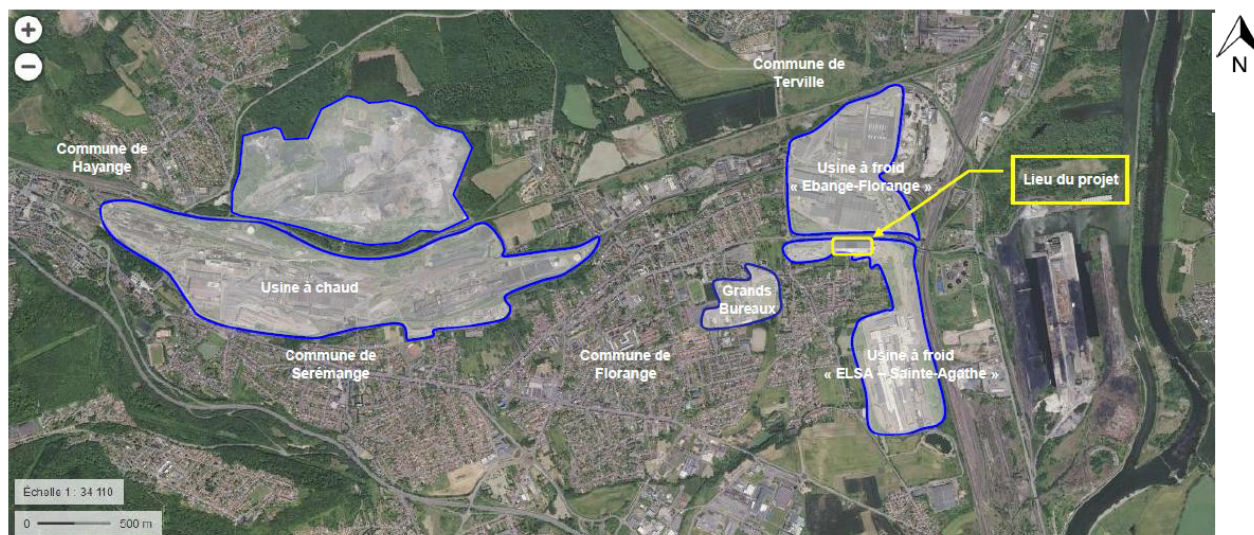 +
−
N
Commune de
Terville
Commune de
Hayange
Usine à froid
« Ebange-Florange »
Lieu du projet
Usine à chaud
Grands
Bureaux
Commune de
Serémange
Commune de
Florange
Usine à froid
« ELSA – Sainte-Agathe »
Échelle 1 : 34 110
0 500 m